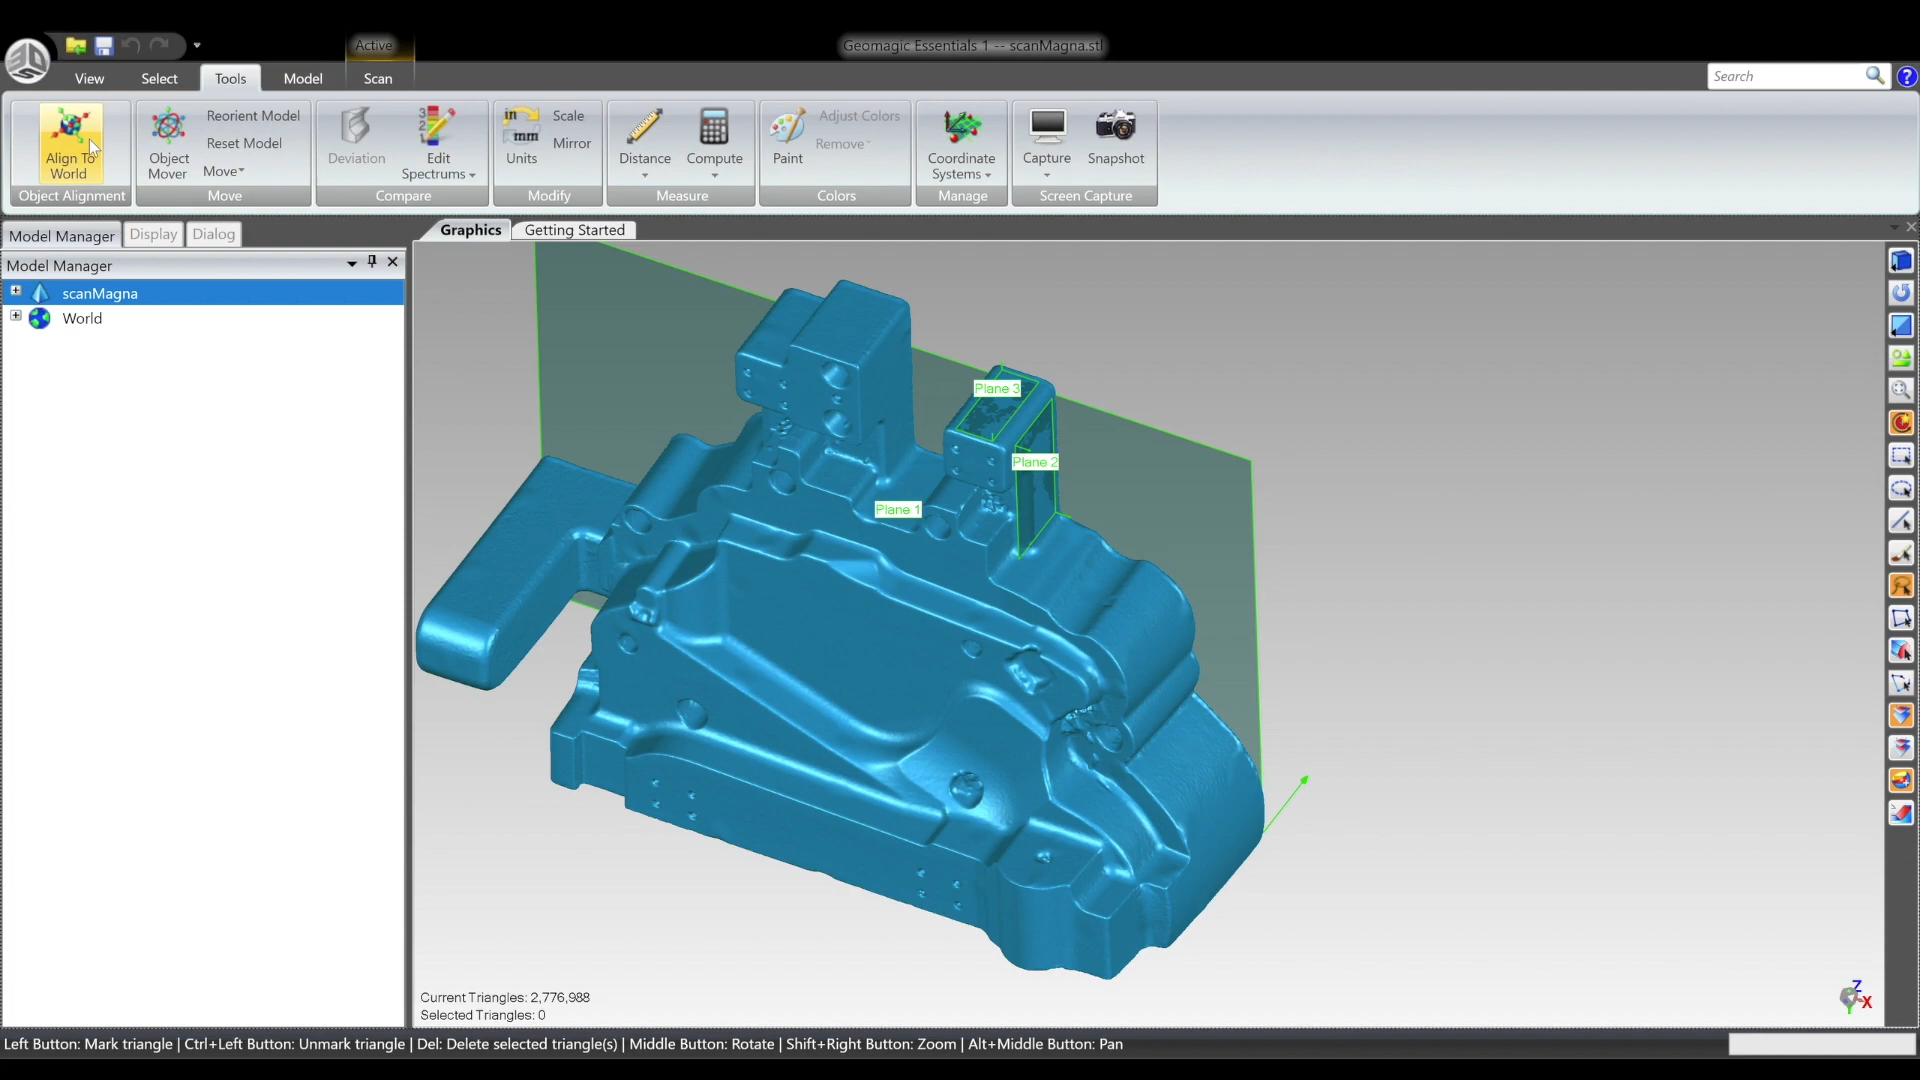 Active
Geomagic Essentials 1 -- scanMagna.stl
View
Select
Tools
Model
Scan
Search
Align To
World
Object Alignment
Object
Mover
Reorient Model
Reset Model
Move
Move
Deviation
Edit
Spectrums
Compare
in
mm
Units
Scale
Mirror
Modify
Distance
Compute
Measure
Paint
Adjust Colors
Remove
Colors
Coordinate
Systems
Manage
Capture
Snapshot
Screen Capture
Model Manager
Display
Dialog
Graphics
Getting Started
Model Manager
scanMagna
World
Plane 3
Plane 2
Plane 1
Current Triangles: 2,776,988
Selected Triangles: 0
Z
X
Left Button: Mark triangle | Ctrl+Left Button: Unmark triangle | Del: Delete selected triangle(s) | Middle Button: Rotate | Shift+Right Button: Zoom | Alt+Middle Button: Pan